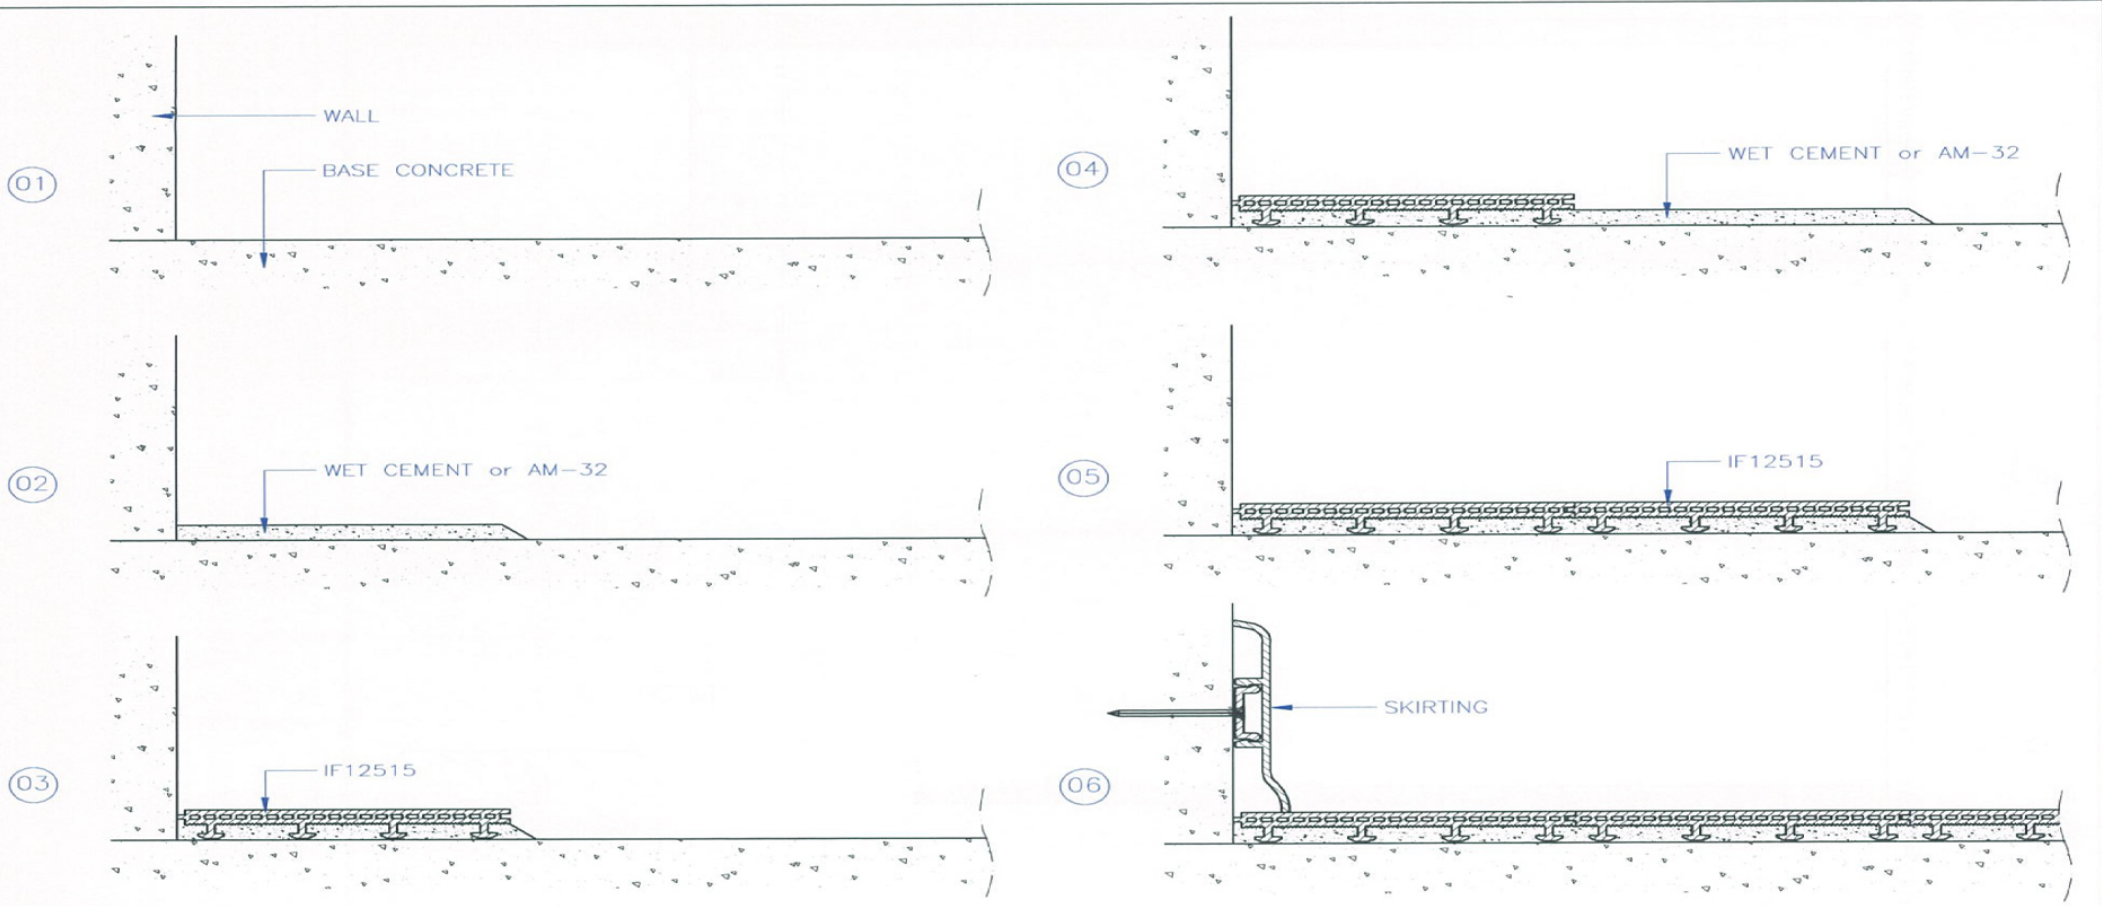 01
WALL
BASE CONCRETE
02
WET CEMENT or AM-32
03
IF12515
04
WET CEMENT or AM-32
05
IF12515
06
SKIRTING